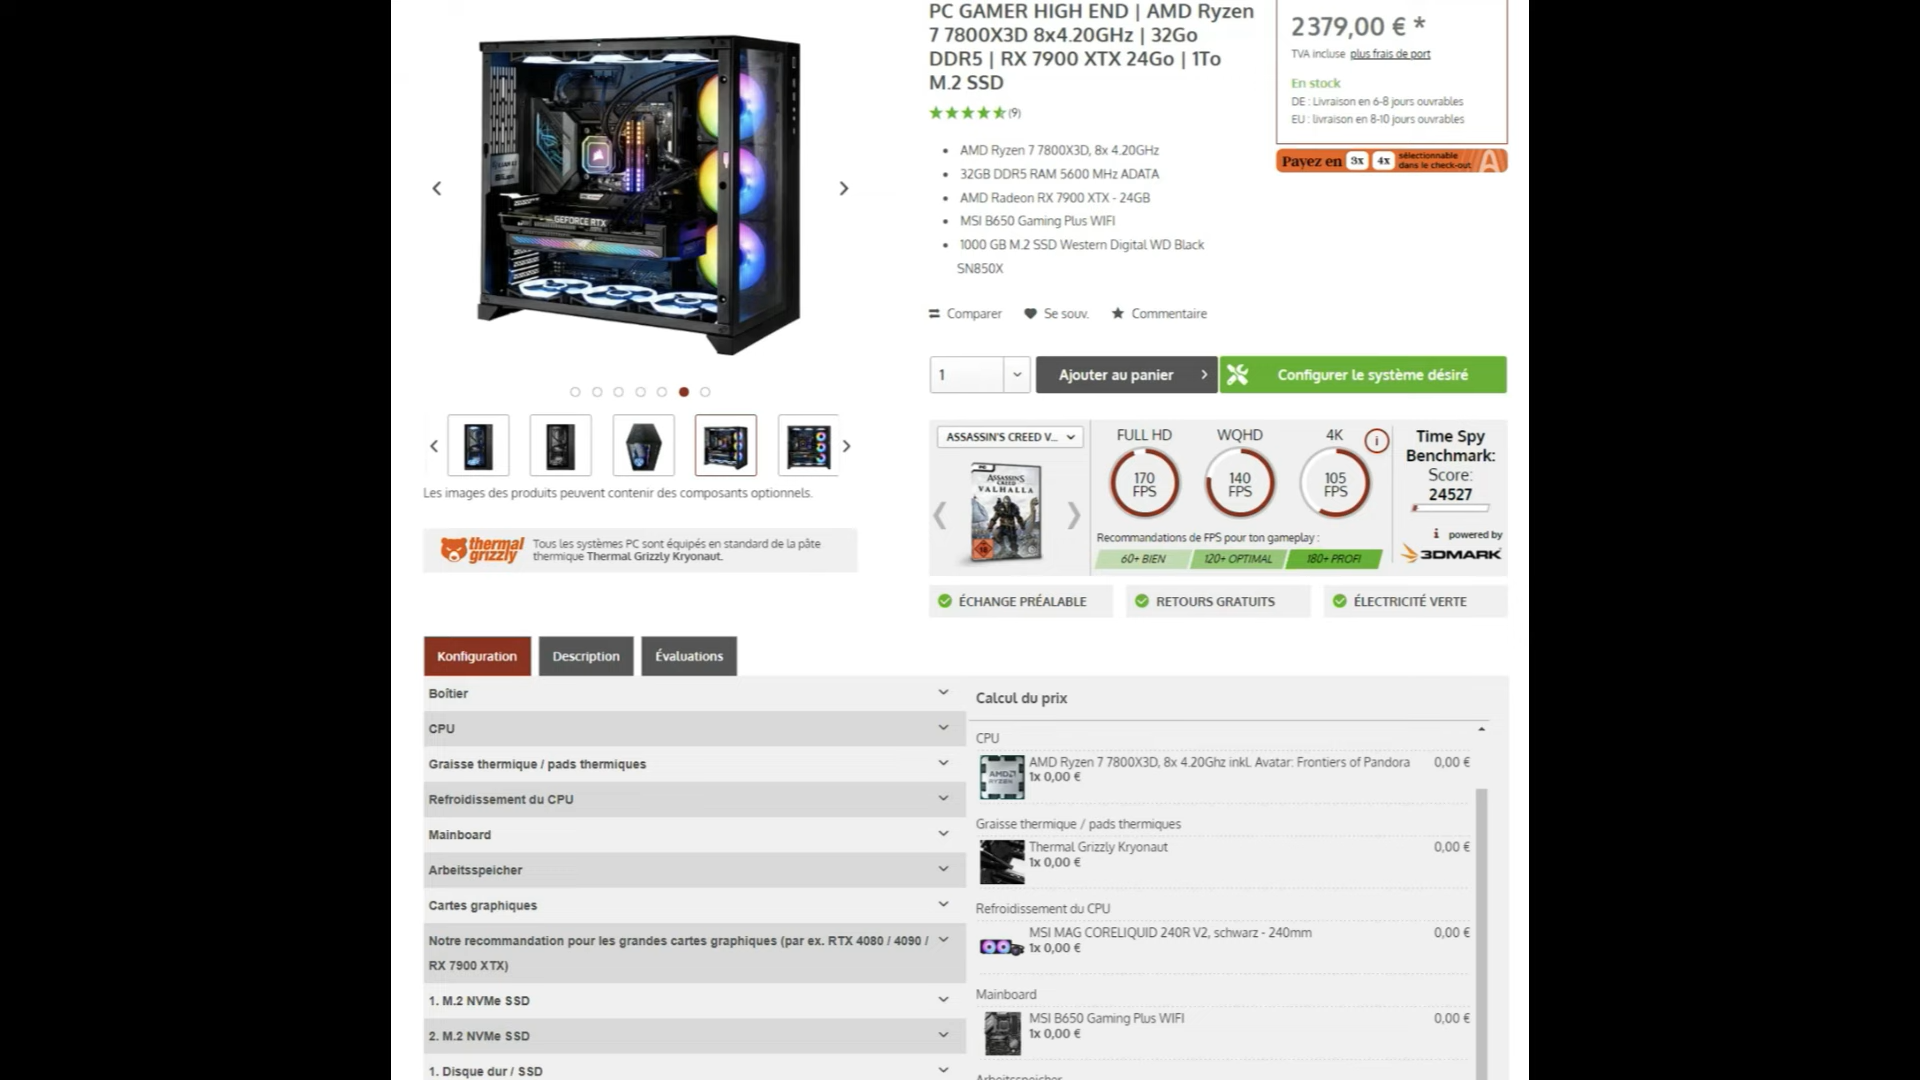 PC GAMER HIGH END | AMD Ryzen
7 7800X3D 8x4.20GHz | 32Go
DDR5 | RX 7900 XTX 24Go | 1To
M.2 SSD
(9)
AMD Ryzen 7 7800X3D, 8x 4.20GHz
32GB DDR5 RAM 5600 MHz ADATA
AMD Radeon RX 7900 XTX - 24GB
MSI B650 Gaming Plus WIFI
1000 GB M.2 SSD Western Digital WD Black
SN850X
2 379,00 € *
TVA incluse plus frais de port
En stock
DE : Livraison en 6-8 jours ouvrables
EU : livraison en 8-10 jours ouvrables
Payez en 3x 4x sélectionnable
dans le check-out
GEFORCE RTX
Comparer
Se souv.
Commentaire
1
Ajouter au panier
Configurer le système désiré
Les images des produits peuvent contenir des composants optionnels.
thermal
grizzly
Tous les systèmes PC sont équipés en standard de la pâte
thermique Thermal Grizzly Kryonaut.
ASSASSIN'S CREED V...
ASSASSIN'S
CREED
VALHALLA
FULL HD
WQHD
4K
i
170
FPS
140
FPS
105
FPS
Recommandations de FPS pour ton gameplay :
60+ BIEN
120+ OPTIMAL
180+ PROFI
Time Spy
Benchmark:
Score:
24527
i powered by
3DMARK
ÉCHANGE PRÉALABLE
RETOURS GRATUITS
ÉLECTRICITÉ VERTE
Konfiguration
Description
Évaluations
Boîtier
CPU
Graisse thermique / pads thermiques
Refroidissement du CPU
Mainboard
Arbeitsspeicher
Cartes graphiques
Notre recommandation pour les grandes cartes graphiques (par ex. RTX 4080 / 4090 /
RX 7900 XTX)
1. M.2 NVMe SSD
2. M.2 NVMe SSD
1. Disque dur / SSD
Calcul du prix
CPU
AMD Ryzen 7 7800X3D, 8x 4.20Ghz inkl. Avatar: Frontiers of Pandora 0,00 €
1x 0,00 €
AMD
RYZEN
Graisse thermique / pads thermiques
Thermal Grizzly Kryonaut 0,00 €
1x 0,00 €
Refroidissement du CPU
MSI MAG CORELIQUID 240R V2, schwarz - 240mm 0,00 €
1x 0,00 €
Mainboard
MSI B650 Gaming Plus WIFI 0,00 €
1x 0,00 €
Arbeitsspeicher